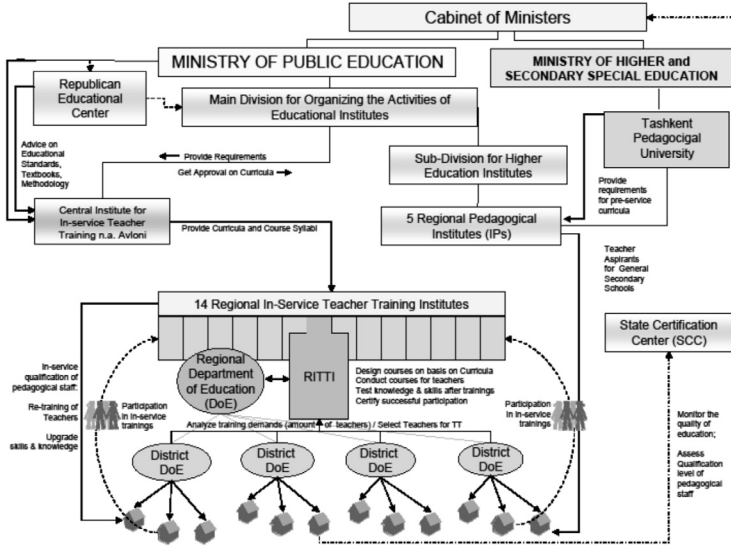 Cabinet of Ministers
MINISTRY OF PUBLIC EDUCATION
MINISTRY OF HIGHER and
SECONDARY SPECIAL EDUCATION
Republican
Educational
Center
Main Division for Organizing the Activities of
Educational Institutes
Tashkent
Pedagocigal
University
Advice on
Educational
Standards,
Textbooks,
Methodology
Provide Requirements
Get Approval on Curricula
Sub-Division for Higher
Education Institutes
Provide
requirements
for pre-service
curricula
Central Institute for
In-service Teacher
Training n.a. Avloni
Provide Curricula and Course Syllabi
5 Regional Pedagogical
Institutes (IPs)
Teacher
Aspirants
for General
Secondary
Schools
14 Regional In-Service Teacher Training Institutes
State Certification
Center (SCC)
Regional
Department
of Education
(DoE)
RITTI
Design courses on basis on Curricula
Conduct courses for teachers
Test knowledge & skills after trainings
Certify successful participation
In-service
qualification of
pedagogical staff:
Re-training of
Teachers
Upgrade
skills & knowledge
Participation
in in-service
trainings
Participation
in in-service
trainings
Analyze training demands (amount of teachers) / Select Teachers for TT
Monitor the
quality of
education;
Assess
Qualification
level of
pedagogical
staff
District
DoE
District
DoE
District
DoE
District
DoE